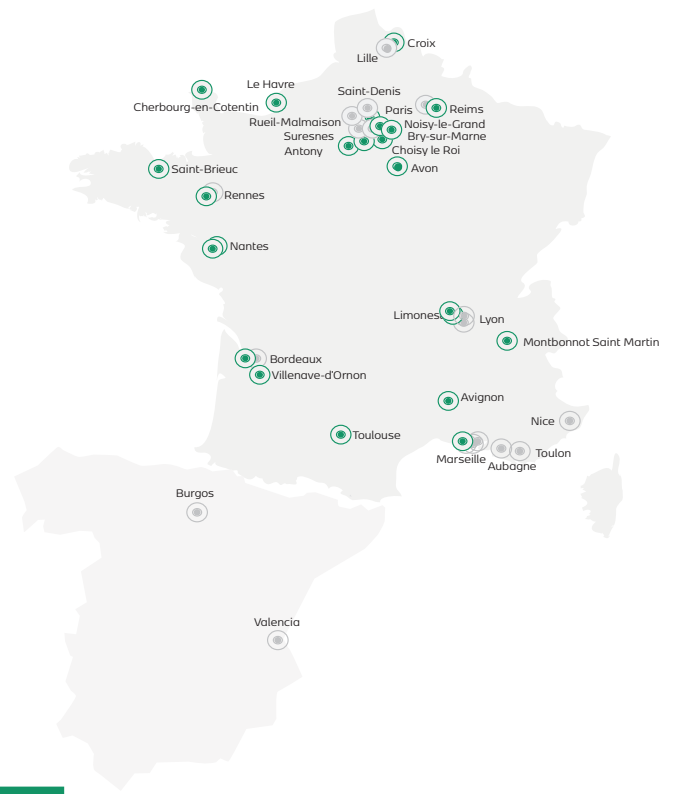 Croix
Lille
Le Havre
Cherbourg-en-Cotentin
Saint-Denis
Paris
Reims
Rueil-Malmaison
Noisy-le-Grand
Suresnes
Bry-sur-Marne
Antony
Choisy le Roi
Avon
Saint-Brieuc
Rennes
Nantes
Limonest
Lyon
Montbonnot Saint Martin
Bordeaux
Villenave-d'Ornon
Avignon
Nice
Toulouse
Marseille
Toulon
Aubagne
Burgos
Valencia